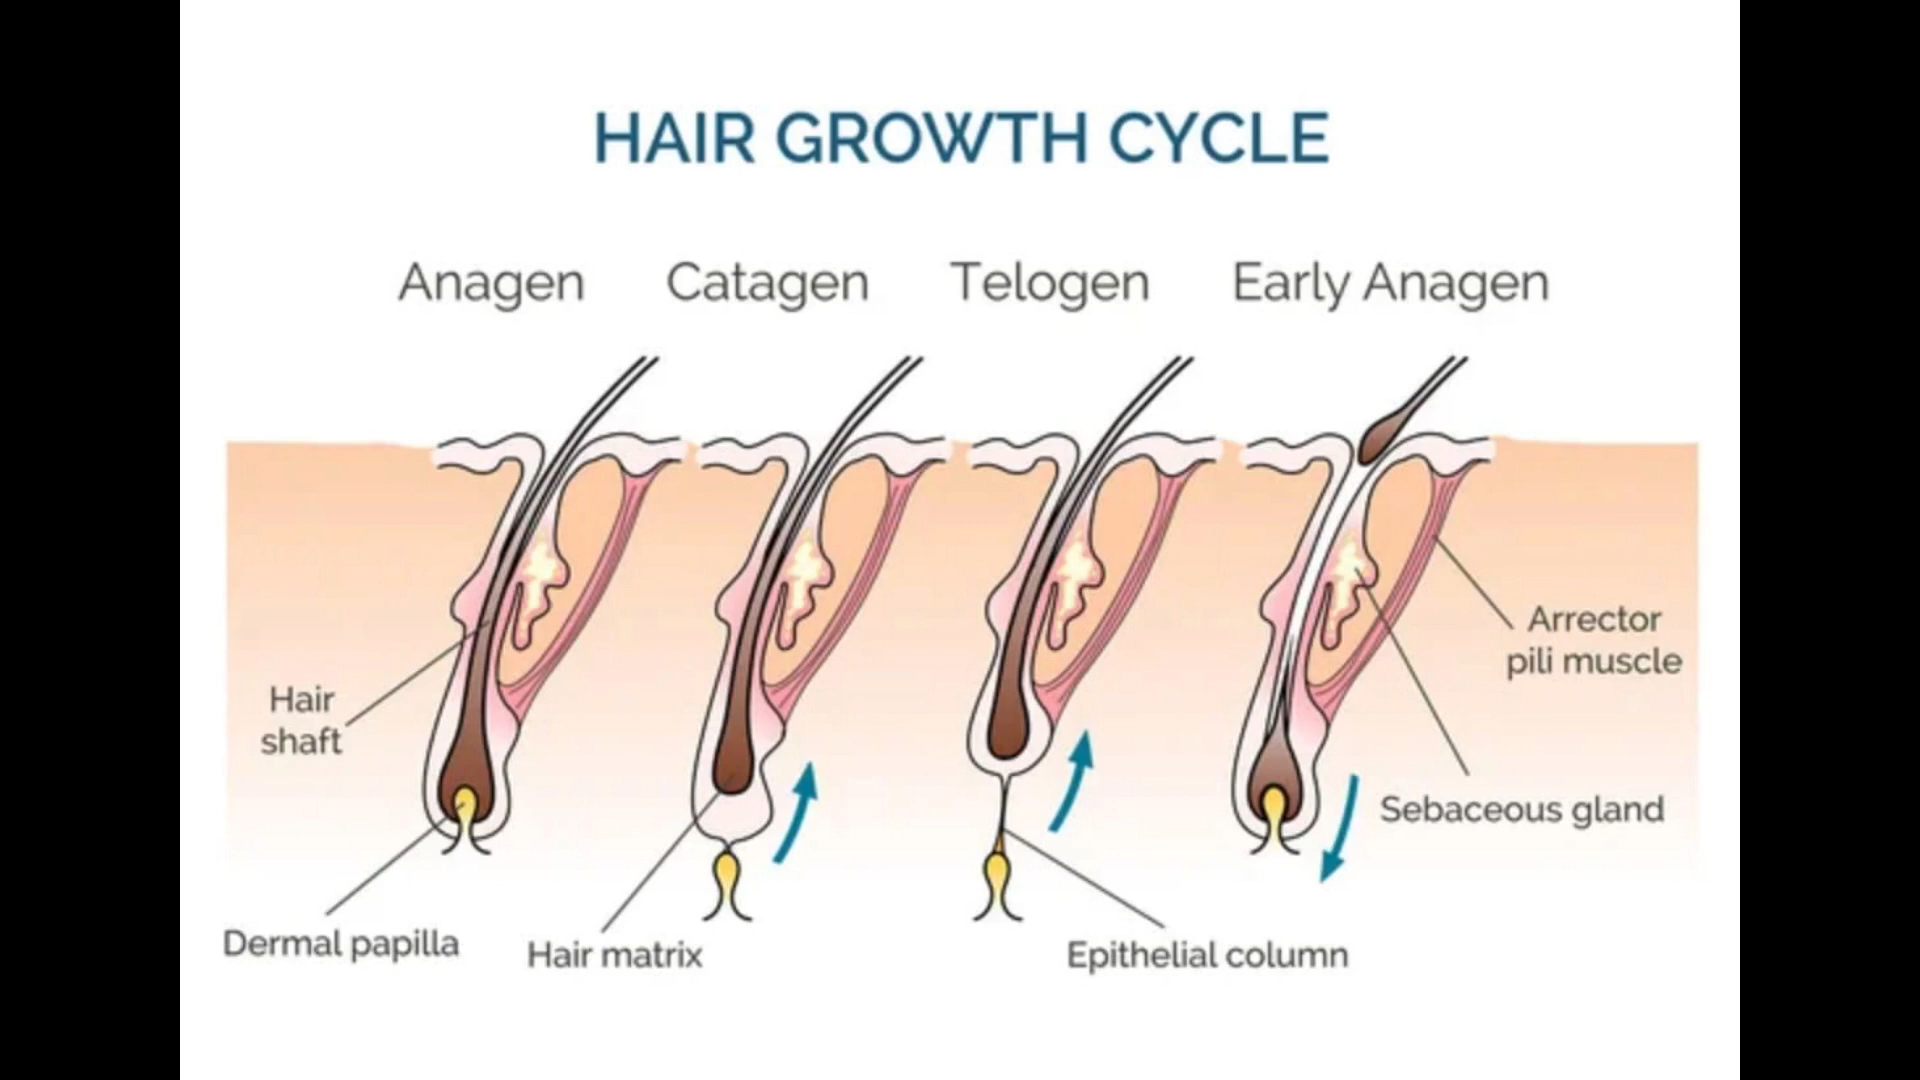 HAIR GROWTH CYCLE
Anagen
Catagen
Telogen
Early Anagen
Hair
shaft
Arrector
pili muscle
Sebaceous gland
Dermal papilla
Hair matrix
Epithelial column